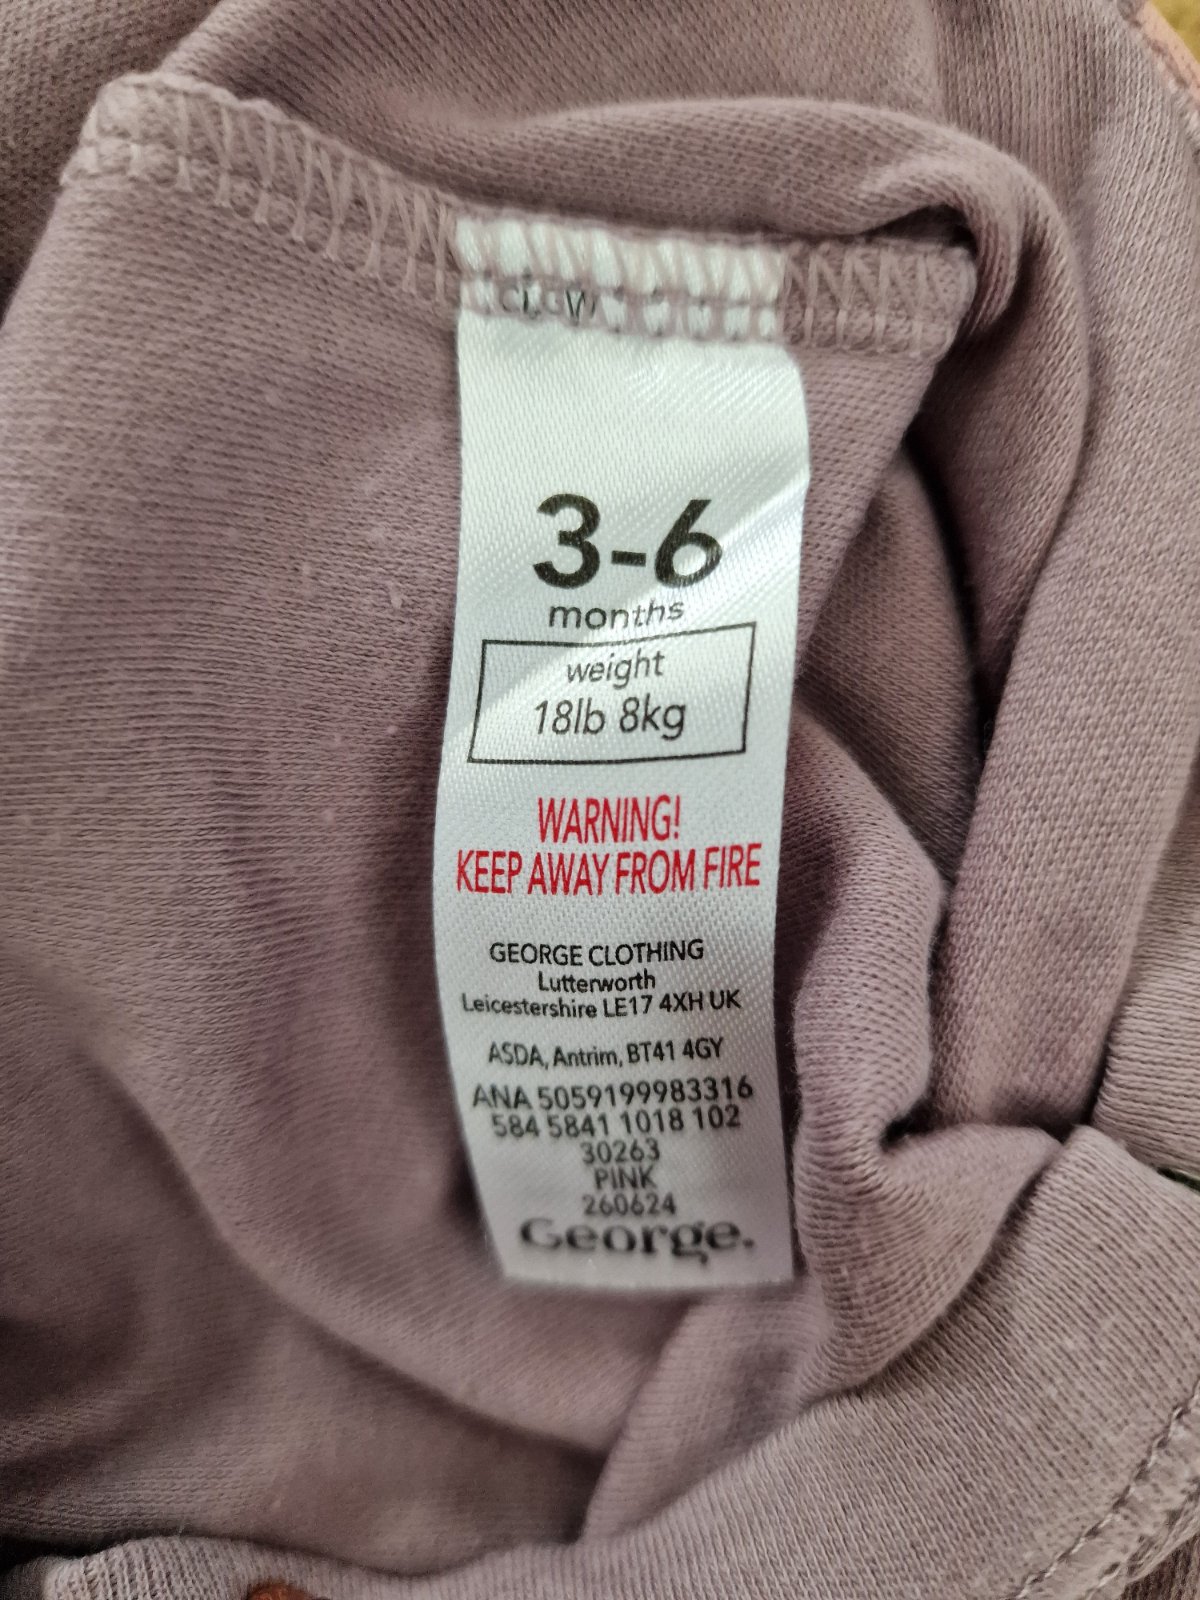 3-6
months
weight
18lb 8kg
WARNING!
KEEP AWAY FROM FIRE
GEORGE CLOTHING
Lutterworth
Leicestershire LE17 4XH UK
ASDA, Antrim, BT41 4GY
ANA 5059199983316
584 5841 1018 102
30263
PINK
260624
George.